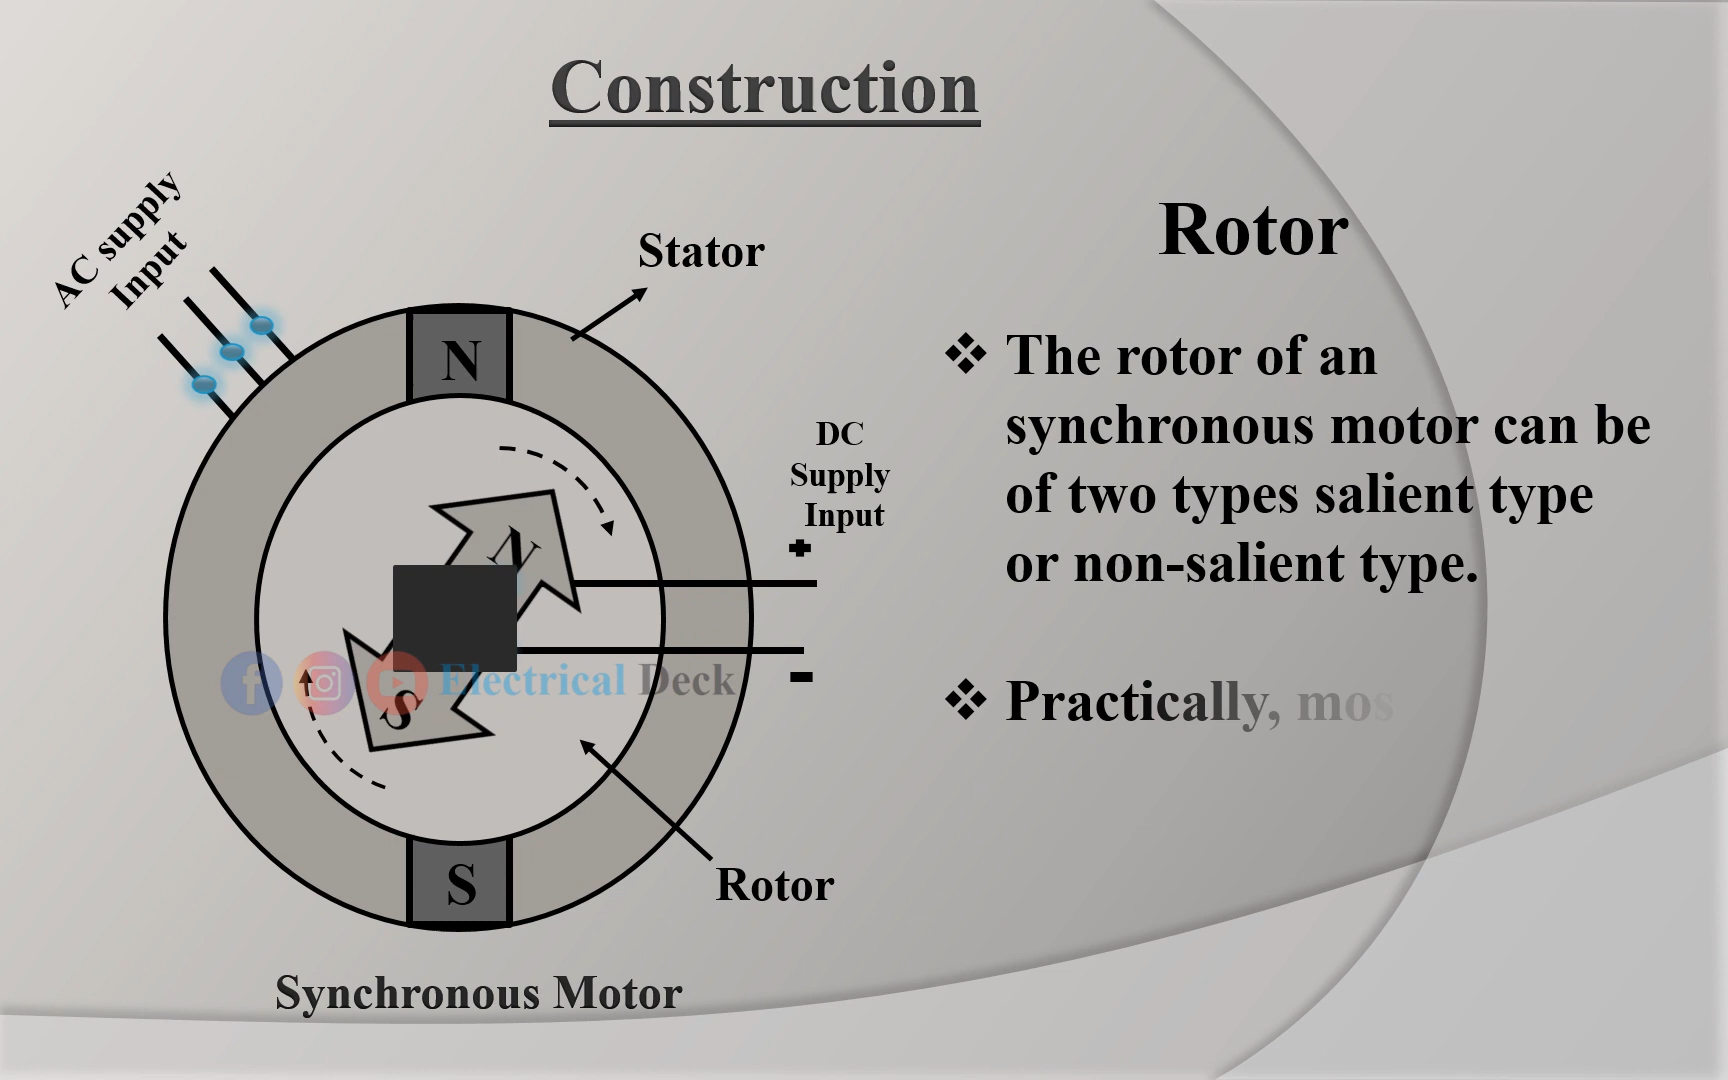 Construction
AC supply
Input
Stator
N
DC
Supply
Input
+
N
S
-
Electrical Deck
S
Rotor
Synchronous Motor
Rotor
❖ The rotor of an
synchronous motor can be
of two types salient type
or non-salient type.
❖ Practically, mos